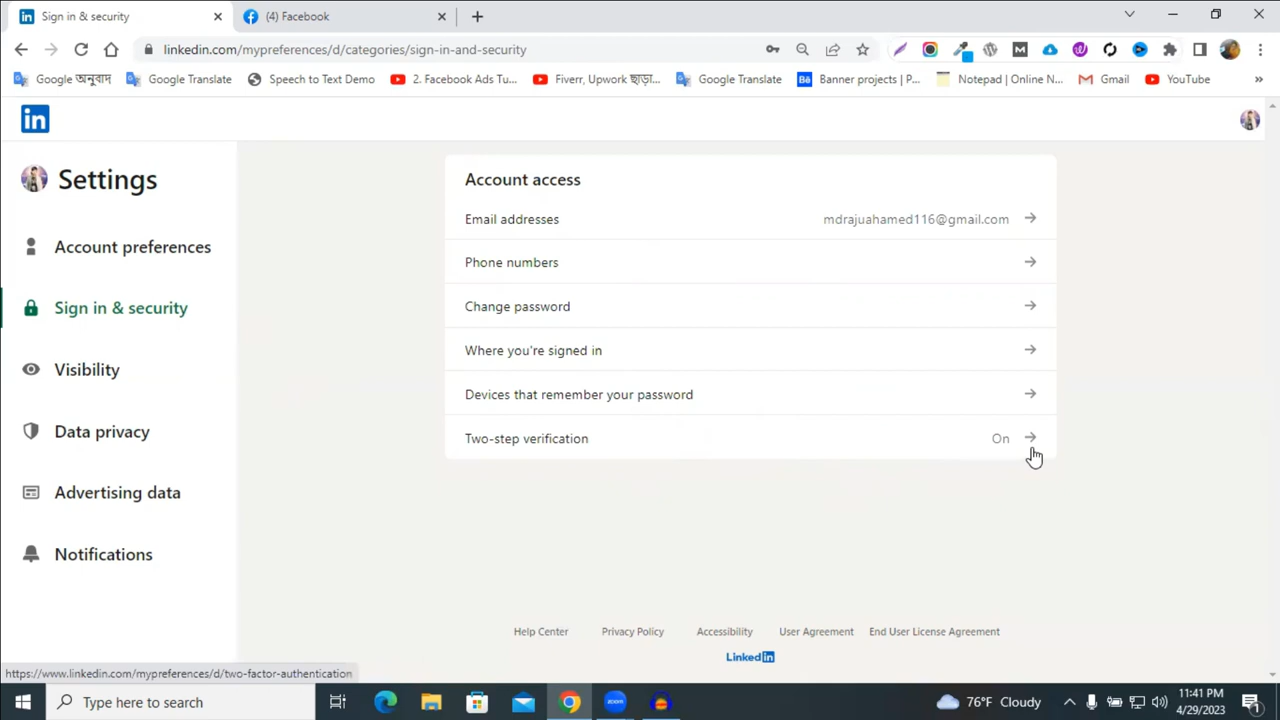 Sign in & security
(4) Facebook
linkedin.com/mypreferences/d/categories/sign-in-and-security
Google অনুবাদ
Google Translate
Speech to Text Demo
2. Facebook Ads Tu...
Fiverr, Upwork ছাড়া...
Google Translate
Banner projects | P...
Notepad | Online N...
Gmail
YouTube
»
in
Settings
Account preferences
Sign in & security
Visibility
Data privacy
Advertising data
Notifications
Account access
Email addresses mdrajuahamed116@gmail.com
Phone numbers
Change password
Where you're signed in
Devices that remember your password
Two-step verification On
Help Center Privacy Policy Accessibility User Agreement End User License Agreement
Linked in
https://www.linkedin.com/mypreferences/d/two-factor-authentication
Type here to search
zoom
76°F Cloudy
11:41 PM
4/29/2023
1